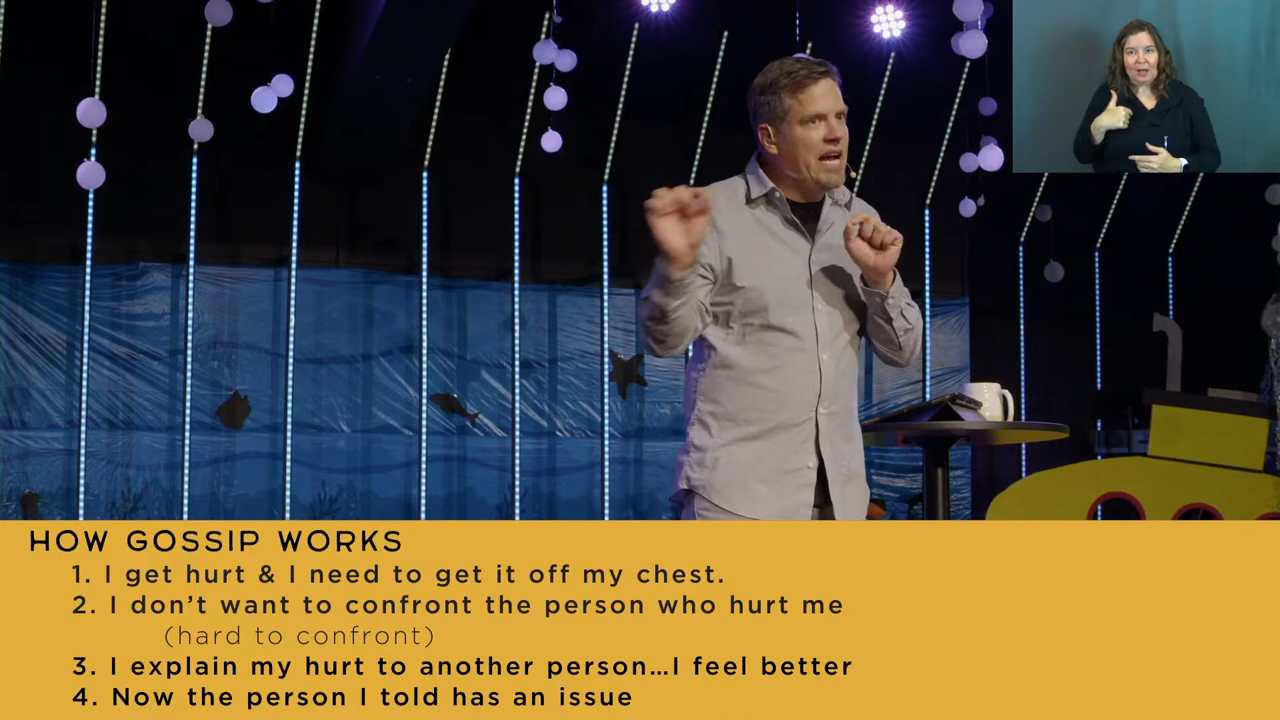 HOW GOSSIP WORKS
1. I get hurt & I need to get it off my chest.
2. I don't want to confront the person who hurt me
(hard to confront)
3. I explain my hurt to another person...I feel better
4. Now the person I told has an issue